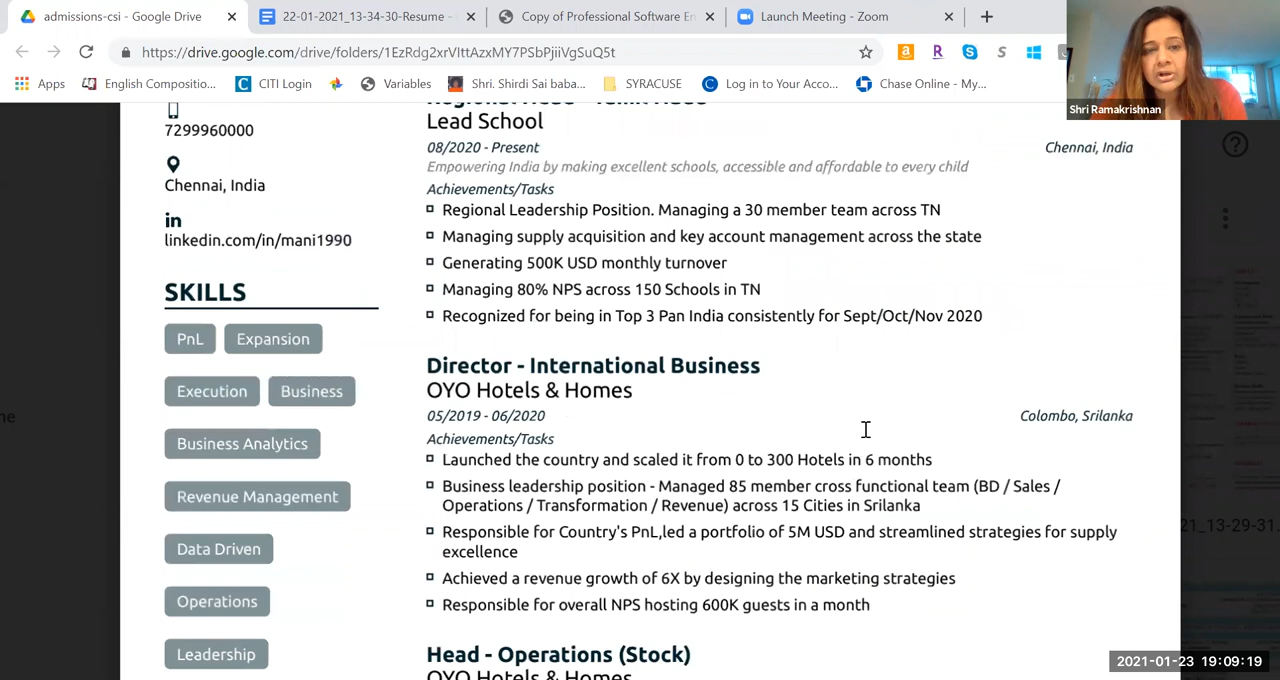 admissions-csi - Google Drive
22-01-2021_13-34-30-Resume -
Copy of Professional Software En
Launch Meeting - Zoom
https://drive.google.com/drive/folders/1EzRdg2xrVIttAzxMY7PSbPjiiVgSuQ5t
Apps
English Compositio...
CITI Login
Variables
Shri. Shirdi Sai baba...
SYRACUSE
Log in to Your Acco...
Chase Online - My...
Shri Ramakrishnan
7299960000
Chennai, India
linkedin.com/in/mani1990
SKILLS
PnL
Expansion
Execution
Business
Business Analytics
Revenue Management
Data Driven
Operations
Leadership
Lead School
08/2020 - Present
Chennai, India
Empowering India by making excellent schools, accessible and affordable to every child
Achievements/Tasks
Regional Leadership Position. Managing a 30 member team across TN
Managing supply acquisition and key account management across the state
Generating 500K USD monthly turnover
Managing 80% NPS across 150 Schools in TN
Recognized for being in Top 3 Pan India consistently for Sept/Oct/Nov 2020
Director - International Business
OYO Hotels & Homes
05/2019 - 06/2020
Colombo, Srilanka
Achievements/Tasks
Launched the country and scaled it from 0 to 300 Hotels in 6 months
Business leadership position - Managed 85 member cross functional team (BD / Sales /
Operations / Transformation / Revenue) across 15 Cities in Srilanka
Responsible for Country's PnL,led a portfolio of 5M USD and streamlined strategies for supply
excellence
Achieved a revenue growth of 6X by designing the marketing strategies
Responsible for overall NPS hosting 600K guests in a month
Head - Operations (Stock)
OYO Hotels & Homes
21_13-29-31
2021-01-23 19:09:19